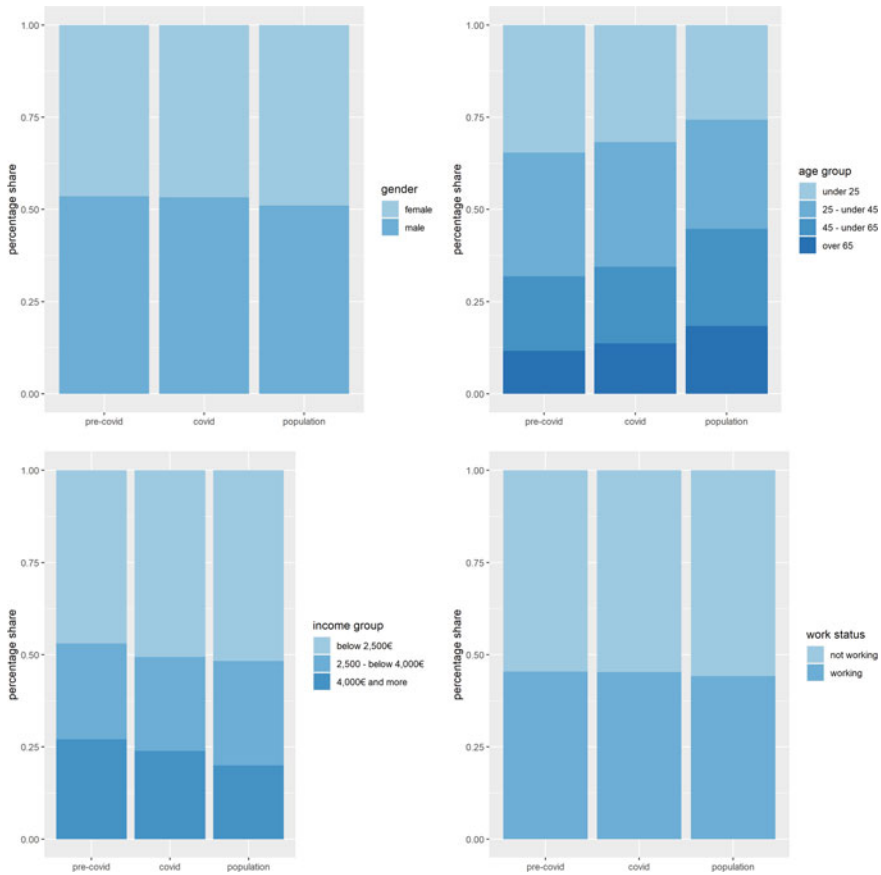 percentage share
1.00
0.75
0.50
0.25
0.00
pre-covid covid population
gender
female
male
percentage share
1.00
0.75
0.50
0.25
0.00
pre-covid covid population
age group
under 25
25 - under 45
45 - under 65
over 65
percentage share
1.00
0.75
0.50
0.25
0.00
pre-covid covid population
income group
below 2,500€
2,500 - below 4,000€
4,000€ and more
percentage share
1.00
0.75
0.50
0.25
0.00
pre-covid covid population
work status
not working
working